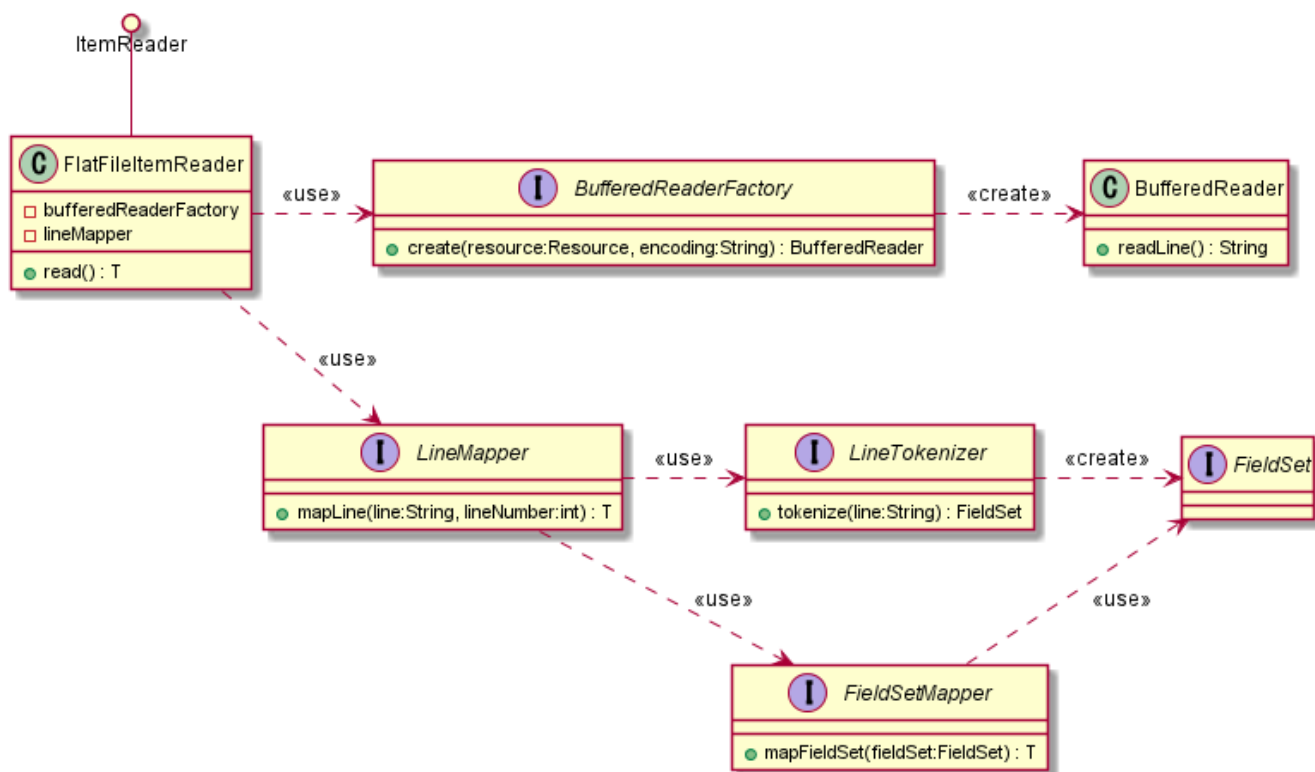 ItemReader
C FlatFileItemReader
bufferedReaderFactory
lineMapper
read() : T
«use»
I BufferedReaderFactory
create(resource:Resource, encoding:String) : BufferedReader
«create»
C BufferedReader
readLine() : String
«use»
I LineMapper
mapLine(line:String, lineNumber:int) : T
«use»
I LineTokenizer
tokenize(line:String) : FieldSet
«create»
I FieldSet
«use»
«use»
I FieldSetMapper
mapFieldSet(fieldSet:FieldSet) : T